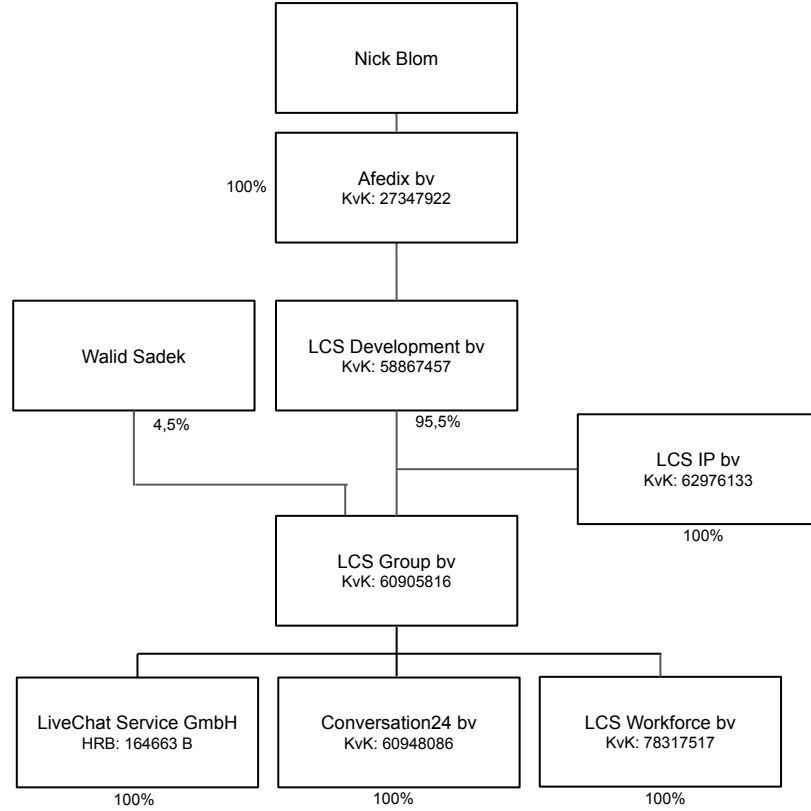 Nick Blom
Afedix bv
KvK: 27347922
100%
Walid Sadek
4,5%
LCS Development bv
KvK: 58867457
95,5%
LCS IP bv
KvK: 62976133
100%
LCS Group bv
KvK: 60905816
LiveChat Service GmbH
HRB: 164663 B
100%
Conversation24 bv
KvK: 60948086
100%
LCS Workforce bv
KvK: 78317517
100%